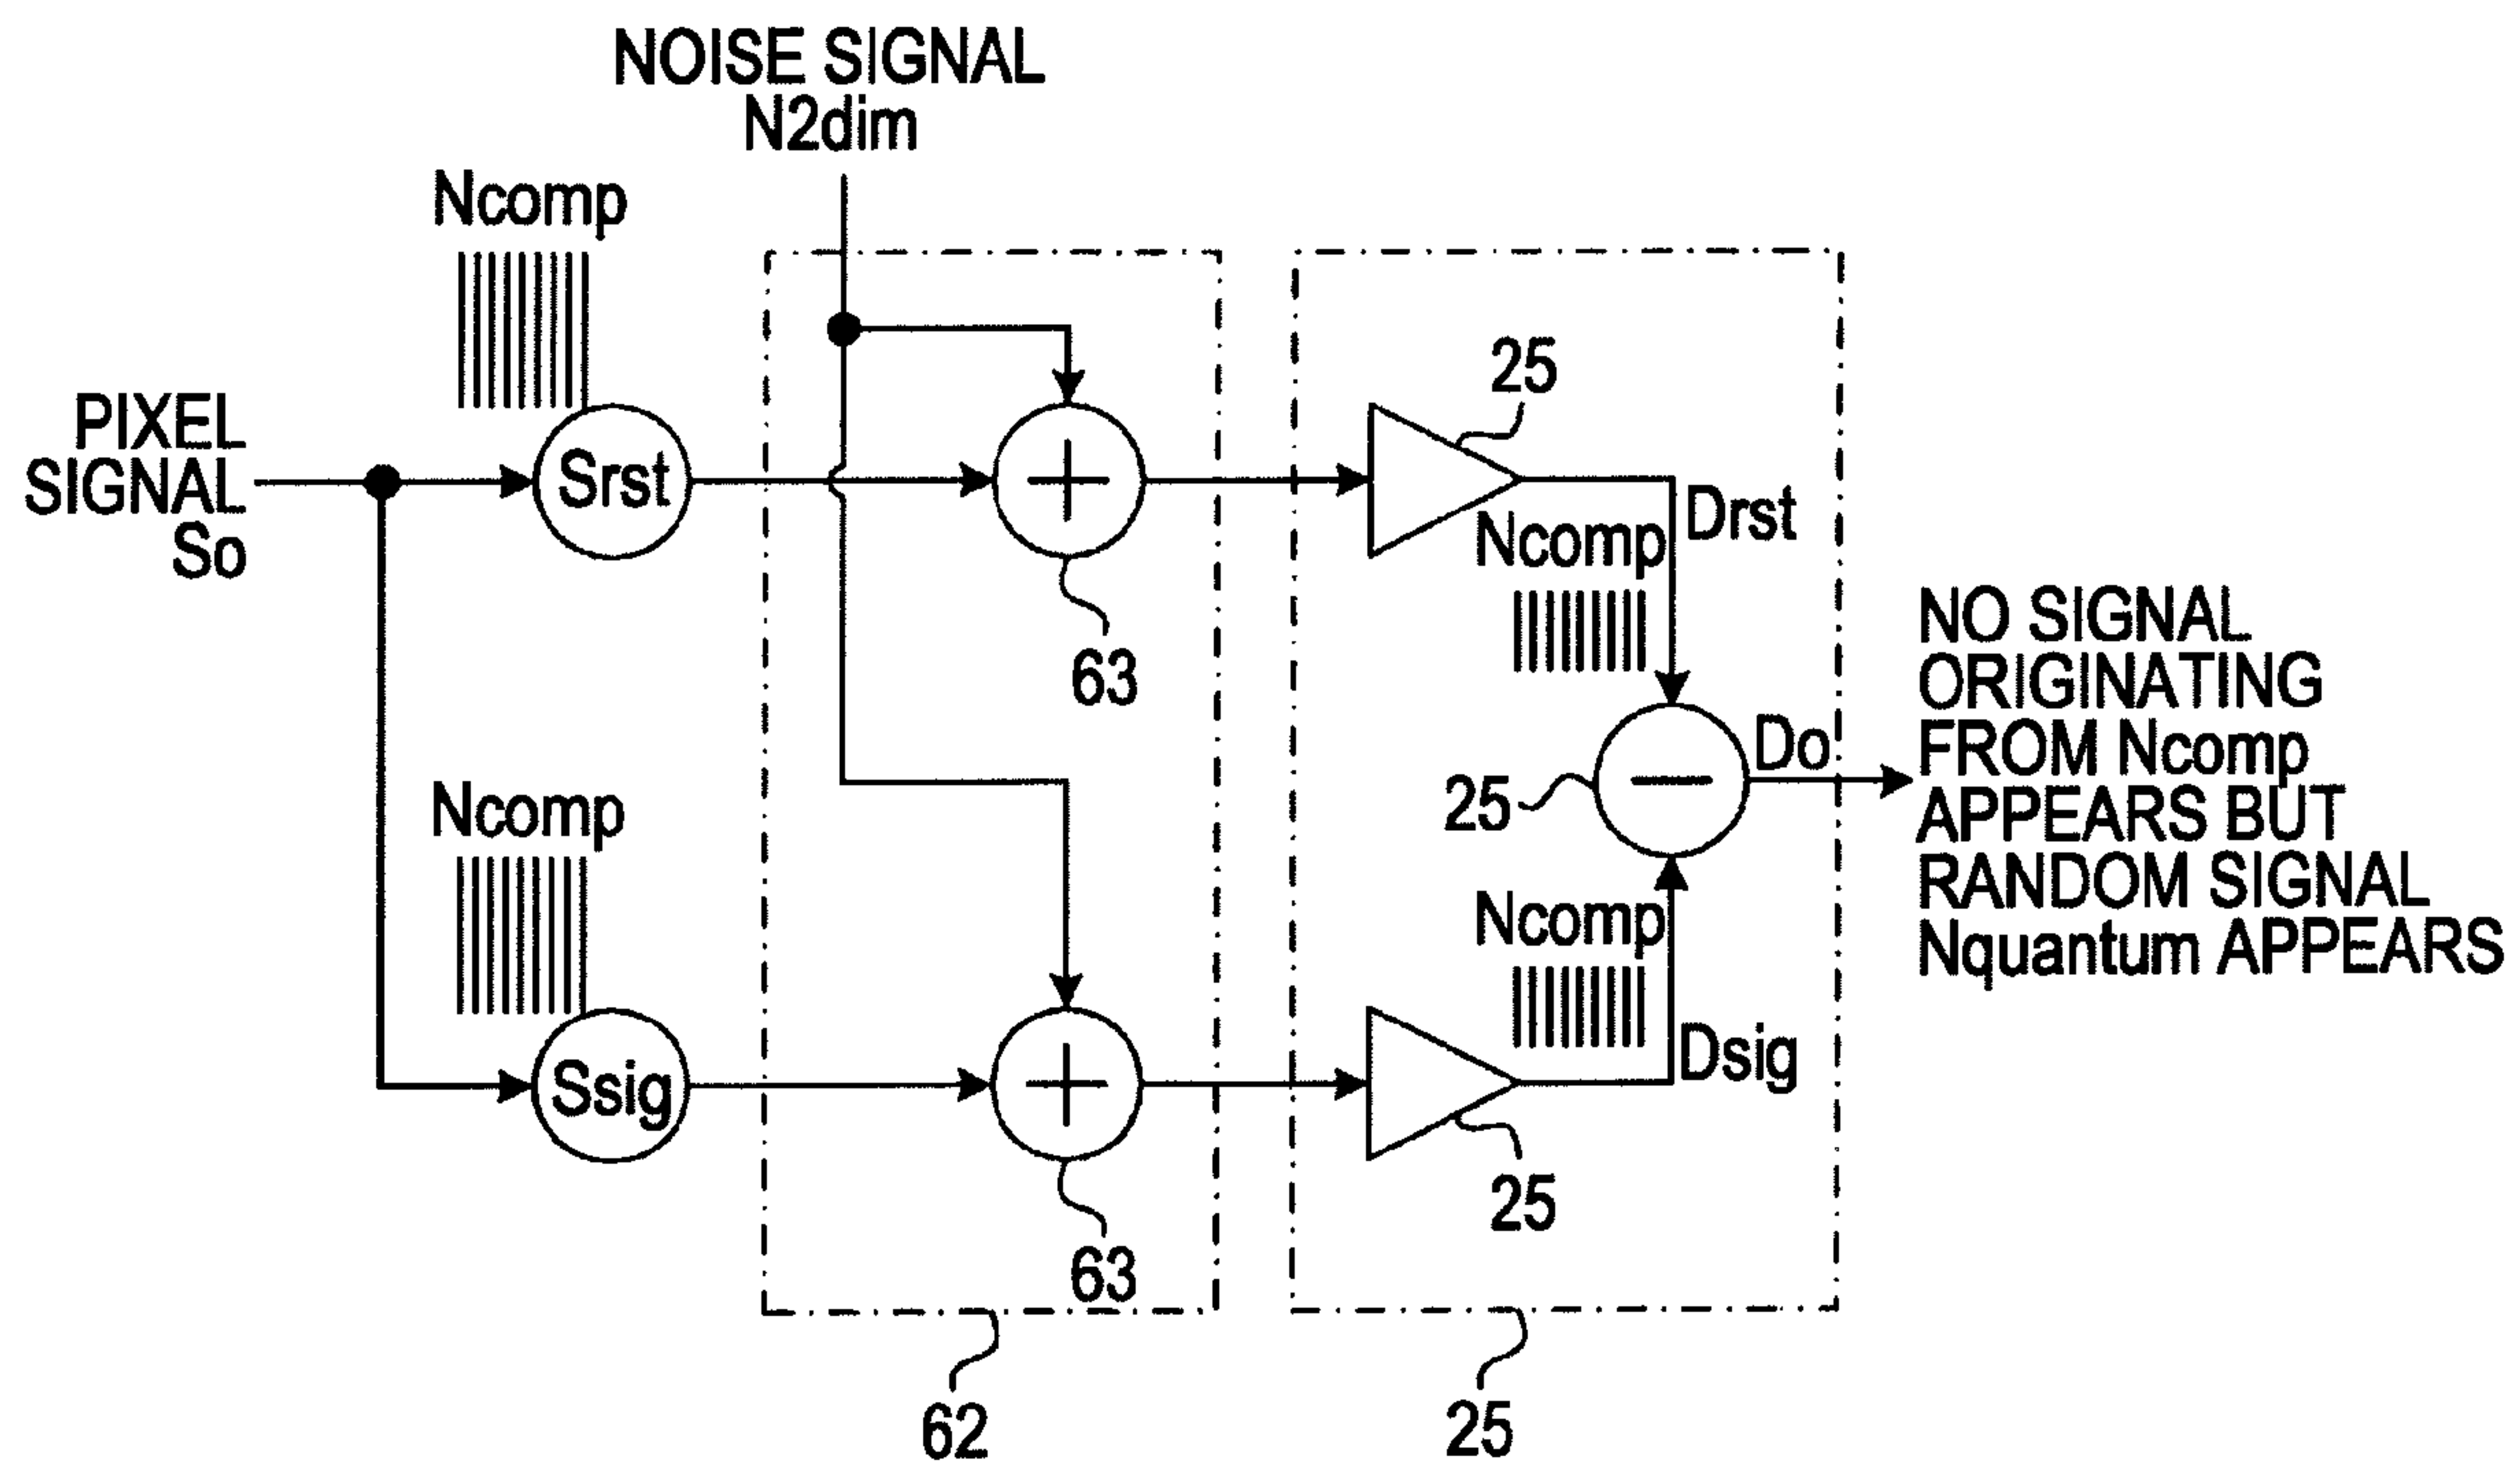 NOISE SIGNAL
N2dim
Ncomp
PIXEL
SIGNAL
So
Srst
63
25
Drst
Ncomp
NO SIGNAL
ORIGINATING
FROM Ncomp
APPEARS BUT
RANDOM SIGNAL
Nquantum APPEARS
Do
25
Ncomp
Ssig
63
Ncomp
Dsig
25
62
25